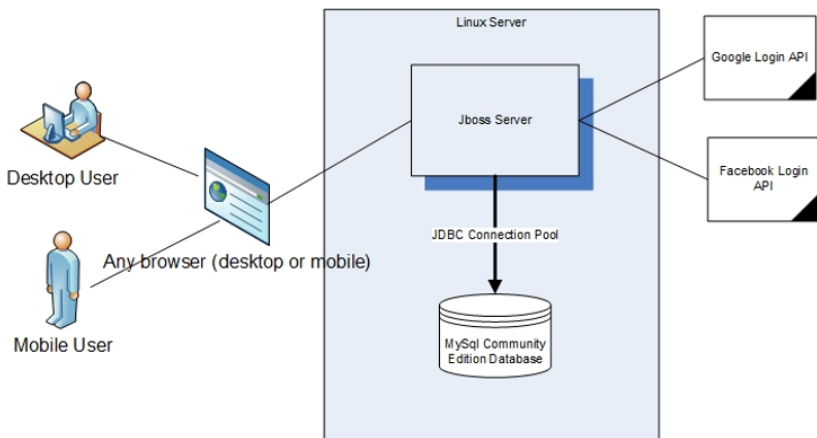 Linux Server
Google Login API
Jboss Server
Desktop User
Facebook Login
API
JDBC Connection Pool
Any browser (desktop or mobile)
Mobile User
MySql Community
Edition Database